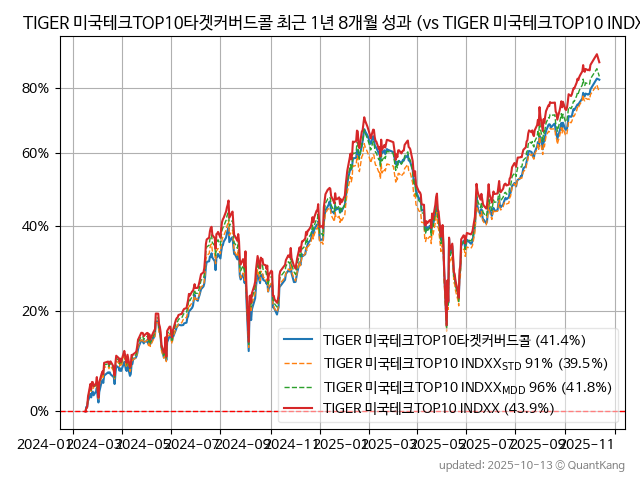 TIGER 미국테크TOP10타겟커버드콜 최근 1년 8개월 성과 (vs TIGER 미국테크TOP10 INDX
80%
60%
40%
20%
0%
TIGER 미국테크TOP10타겟커버드콜 (41.4%)
TIGER 미국테크TOP10 INDXXSTD 91% (39.5%)
TIGER 미국테크TOP10 INDXXMDD 96% (41.8%)
TIGER 미국테크TOP10 INDXX (43.9%)
2024-01 2024-03 2024-05 2024-07 2024-09 2024-11 2025-01 2025-03 2025-05 2025-07 2025-09 2025-11
updated: 2025-10-13 © QuantKang